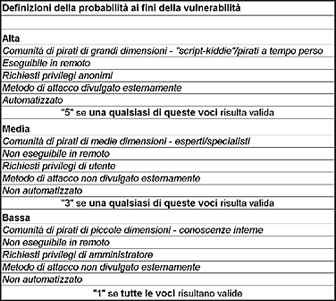 Definizioni della probabilità ai fini della vulnerabilità
Alta
Comunità di pirati di grandi dimensioni - "script-kiddie"/pirati a tempo perso
Eseguibile in remoto
Richiesti privilegi anonimi
Metodo di attacco divulgato esternamente
Automatizzato
"5" se una qualsiasi di queste voci risulta valida
Media
Comunità di pirati di medie dimensioni - esperti/specialisti
Non eseguibile in remoto
Richiesti privilegi di utente
Metodo di attacco non divulgato esternamente
Non automatizzato
"3" se una qualsiasi di queste voci risulta valida
Bassa
Comunità di pirati di piccole dimensioni - conoscenze interne
Non eseguibile in remoto
Richiesti privilegi di amministratore
Metodo di attacco non divulgato esternamente
Non automatizzato
"1" se tutte le voci risultano valide